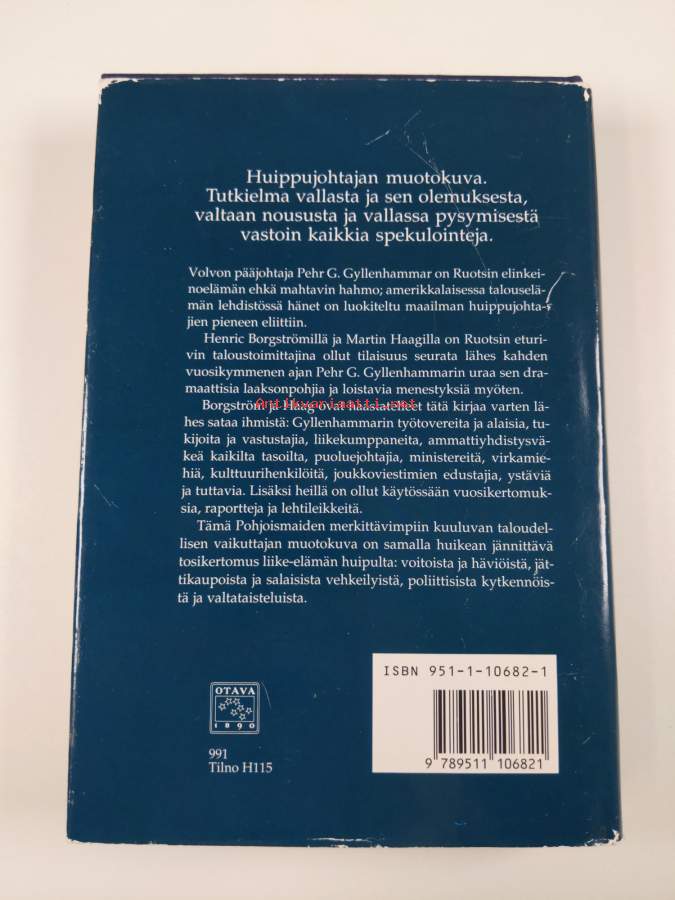 Huippujohtajan muotokuva.
Tutkielma vallasta ja sen olemuksesta,
valtaan noususta ja vallassa pysymisestä
vastoin kaikkia spekulointeja.
Volvon pääjohtaja Pehr G. Gyllenhammar on Ruotsin elinkei-
noelämän ehkä mahtavin hahmo; amerikkalaisessa talouselä-
män lehdistössä hänet on luokiteltu maailman huippujohta-
jien pieneen eliittiin.
Henric Borgströmillä ja Martin Haagilla on Ruotsin eturi-
vin taloustoimittajina ollut tilaisuus seurata lähes kahden
vuosikymmenen ajan Pehr G. Gyllenhammarin uraa sen dra-
maattisia laaksonpohjia ja loistavia menestyksiä myöten.
Antikvariaatti.net
Borgström ja Haag ovat haastatelleet tätä kirjaa varten lä-
hes sataa ihmistä: Gyllenhammarin työtovereita ja alaisia, tu-
kijoita ja vastustajia, liikekumppaneita, ammattiyhdistysvä-
keä kaikilta tasoilta, puoluejohtajia, ministereitä, virkamie-
hiä, kulttuurihenkilöitä, joukkoviestimien edustajia, ystäviä
ja tuttavia. Lisäksi heillä on ollut käytössään vuosikertomuk-
sia, raportteja ja lehtileikkeitä.
Tämä Pohjoismaiden merkittävimpiin kuuluvan taloudel-
lisen vaikuttajan muotokuva on samalla huikean jännittävä
tosikertomus liike-elämän huipulta: voitoista ja häviöistä, jät-
tikaupoista ja salaisista vehkeilyistä, poliittisista kytkennöis-
tä ja valtataisteluista.
ISBN 951-1-10682-1
OTAVA
1890
991
Tilno H115
9 789511 106821